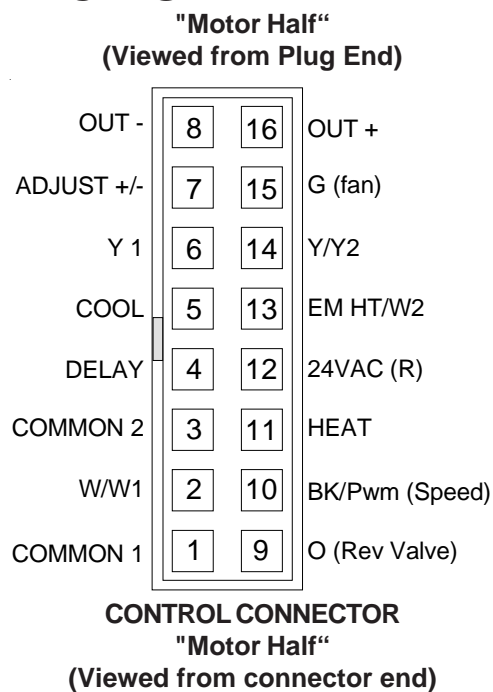 "Motor Half“
(Viewed from Plug End)
OUT - 8 16 OUT +
ADJUST +/- 7 15 G (fan)
Y 1 6 14 Y/Y2
COOL 5 13 EM HT/W2
DELAY 4 12 24VAC (R)
COMMON 2 3 11 HEAT
W/W1 2 10 BK/Pwm (Speed)
COMMON 1 1 9 O (Rev Valve)
CONTROL CONNECTOR
"Motor Half“
(Viewed from connector end)